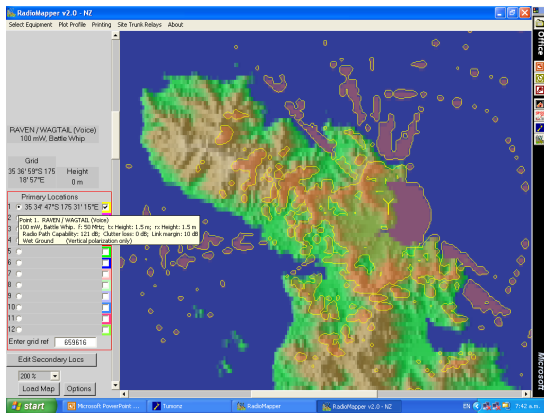 RadioMapper v2.0 - NZ
Select Equipment Plot Profile Printing Site Trunk Relays About
Office
RAVEN / WAGTAIL (Voice)
100 mW, Battle Whip
Grid
35 36' 59"S 175
18' 57"E
Height
0 m
Primary Locations
1 35 34' 47"S 175 31' 15"E
2
Point 1. RAVEN / WAGTAIL (Voice)
100 mW, Battle Whip. f: 50 MHz; tx Height: 1.5 m; rx Height: 1.5 m
Radio Path Capability: 121 dB; Clutter loss: 0 dB; Link margin: 10 dB
Wet Ground (Vertical polarization only)
3
4
5
6
7
8
9
10
11
12
Enter grid ref 659616
Edit Secondary Locs
200 %
Load Map Options
Microsoft
start Microsoft PowerPoint ... Tumonz RadioMapper RadioMapper v2.0 - NZ EN 7:42 a.m.